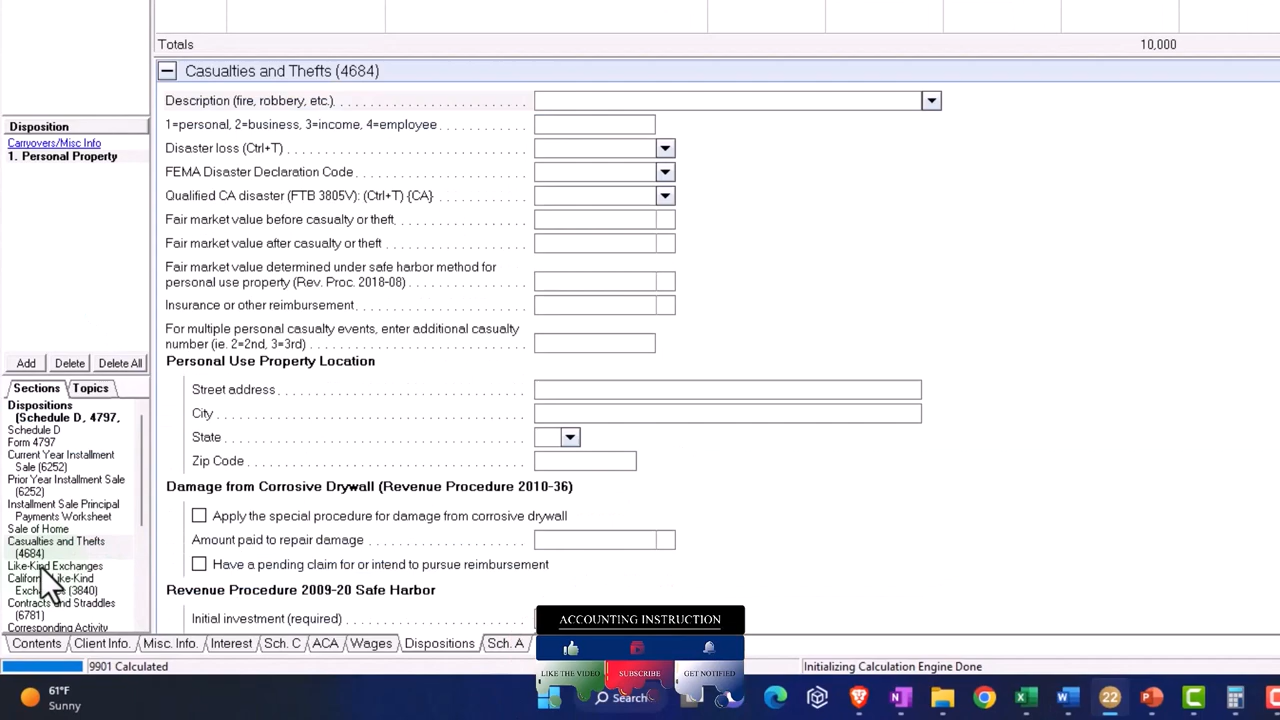 Totals
10,000
Casualties and Thefts (4684)
Description (fire, robbery, etc.)
1=personal, 2=business, 3=income, 4=employee
Disposition
Carryovers/Misc Info
Disaster loss (Ctrl+T)
1. Personal Property
FEMA Disaster Declaration Code
Qualified CA disaster (FTB 3805V): (Ctrl+T) {CA}
Fair market value before casualty or theft
Fair market value after casualty or theft
Fair market value determined under safe harbor method for
personal use property (Rev. Proc. 2018-08)
Insurance or other reimbursement
For multiple personal casualty events, enter additional casualty
number (ie. 2=2nd, 3=3rd)
Personal Use Property Location
Add Delete Delete All
Sections Topics
Street address
City
State
Zip Code
Dispositions
(Schedule D, 4797,
Schedule D
Form 4797
Current Year Installment
Sale (6252)
Prior Year Installment Sale
(6252)
Installment Sale Principal
Payments Worksheet
Sale of Home
Casualties and Thefts
(4684)
Like-Kind Exchanges
California Like-Kind
Exchanges (3840)
Contracts and Straddles
(6781)
Corresponding Activity
Damage from Corrosive Drywall (Revenue Procedure 2010-36)
Apply the special procedure for damage from corrosive drywall
Amount paid to repair damage
Have a pending claim for or intend to pursue reimbursement
Revenue Procedure 2009-20 Safe Harbor
Initial investment (required)
ACCOUNTING INSTRUCTION
LIKE THE VIDEO
SUBSCRIBE
GET NOTIFIED
Contents Client Info. Misc. Info. Interest Sch. C ACA Wages Dispositions Sch. A
9901 Calculated
Initializing Calculation Engine Done
61°F
Sunny
Search
22